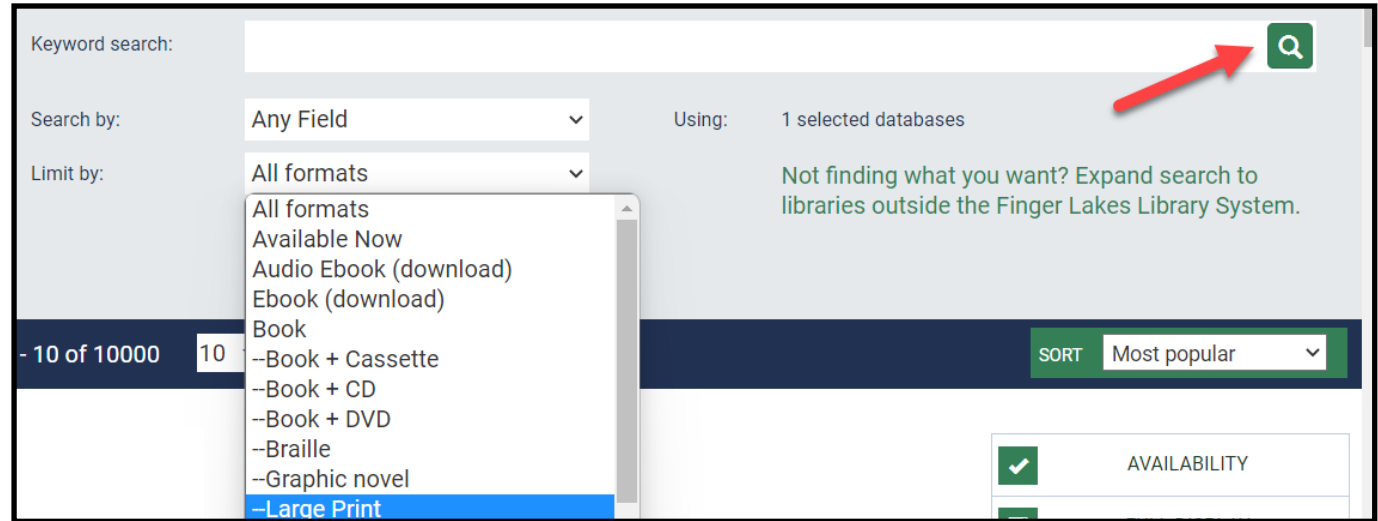 Keyword search:
Search by:
Any Field
Using:
1 selected databases
Limit by:
All formats
Not finding what you want? Expand search to
libraries outside the Finger Lakes Library System.
All formats
Available Now
Audio Ebook (download)
Ebook (download)
Book
--Book + Cassette
--Book + CD
--Book + DVD
--Braille
--Graphic novel
--Large Print
- 10 of 10000
10
SORT
Most popular
AVAILABILITY